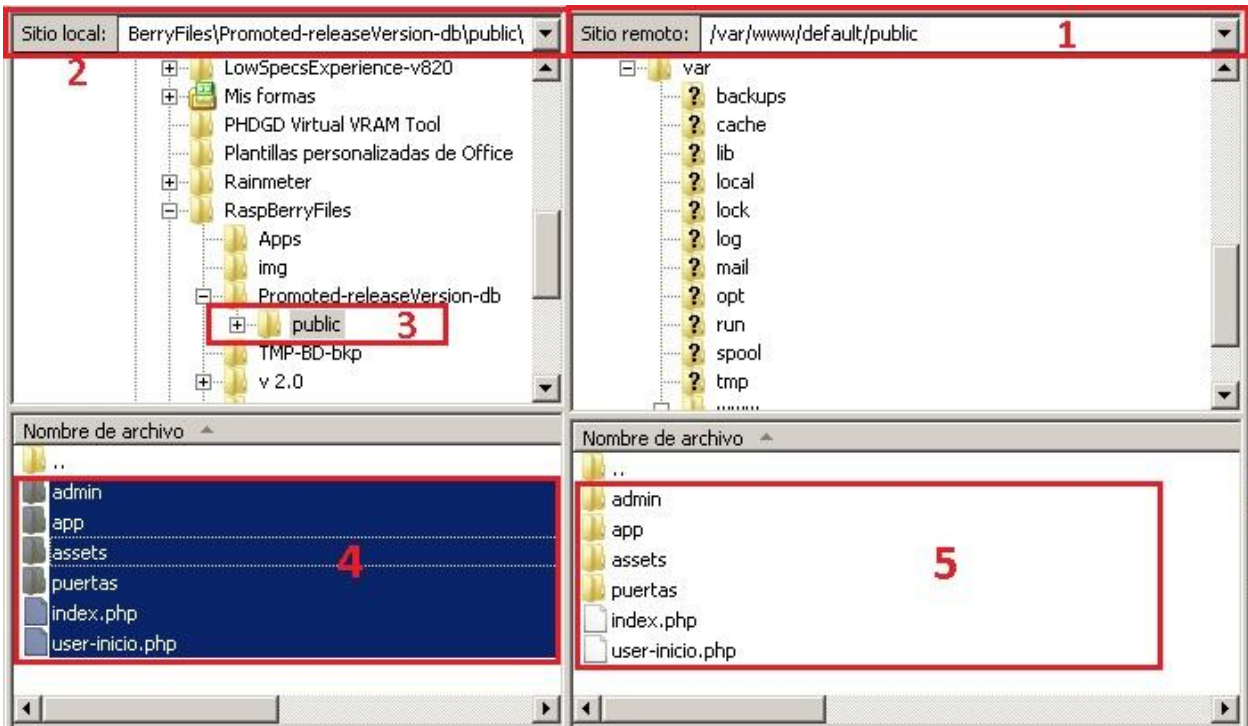 Sitio local: BerryFiles\Promoted-releaseVersion-db\public\
2
LowSpecsExperience-v820
Mis formas
PHDGD Virtual VRAM Tool
Plantillas personalizadas de Office
Rainmeter
RaspBerryFiles
Apps
img
Promoted-releaseVersion-db
public 3
TMP-BD-bkp
v 2.0
Nombre de archivo
..
admin
app
assets
4
puertas
index.php
user-inicio.php
Sitio remoto: /var/www/default/public 1
var
? backups
? cache
? lib
? local
? lock
? log
? mail
? opt
? run
? spool
? tmp
Nombre de archivo
..
admin
app
assets
5
puertas
index.php
user-inicio.php